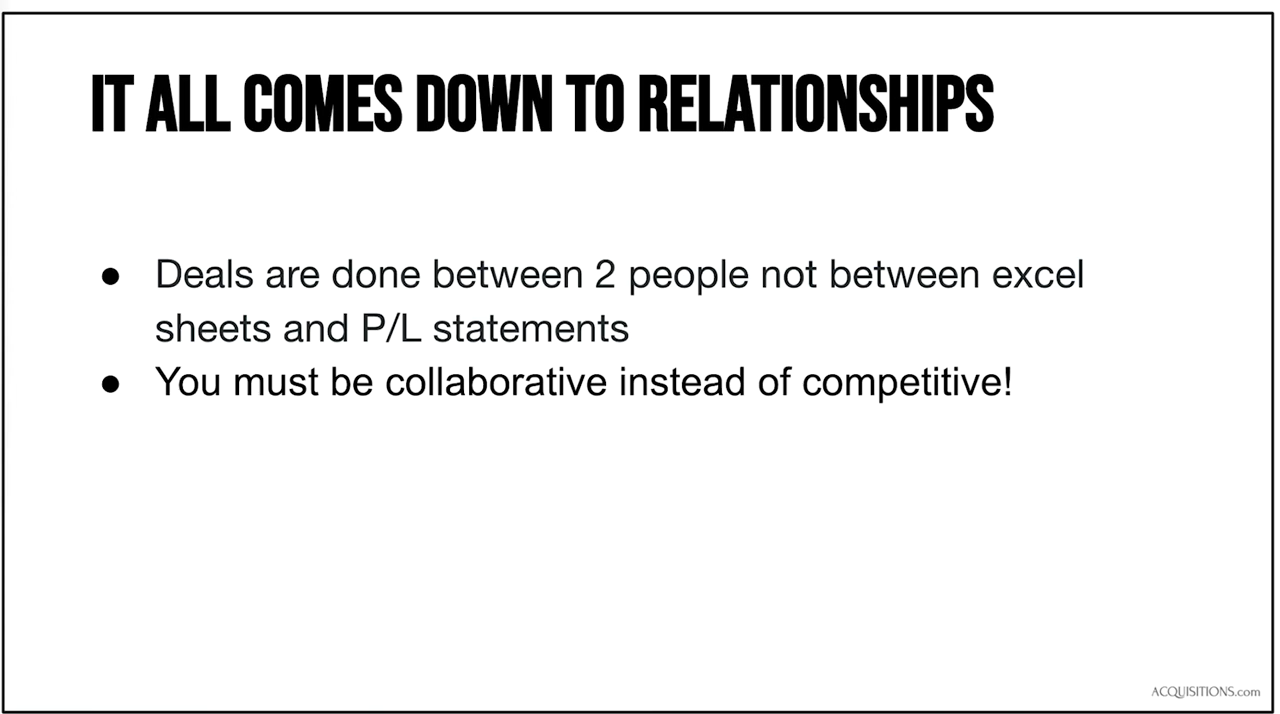 IT ALL COMES DOWN TO RELATIONSHIPS
● Deals are done between 2 people not between excel
sheets and P/L statements
● You must be collaborative instead of competitive!
ACQUISITIONS.com